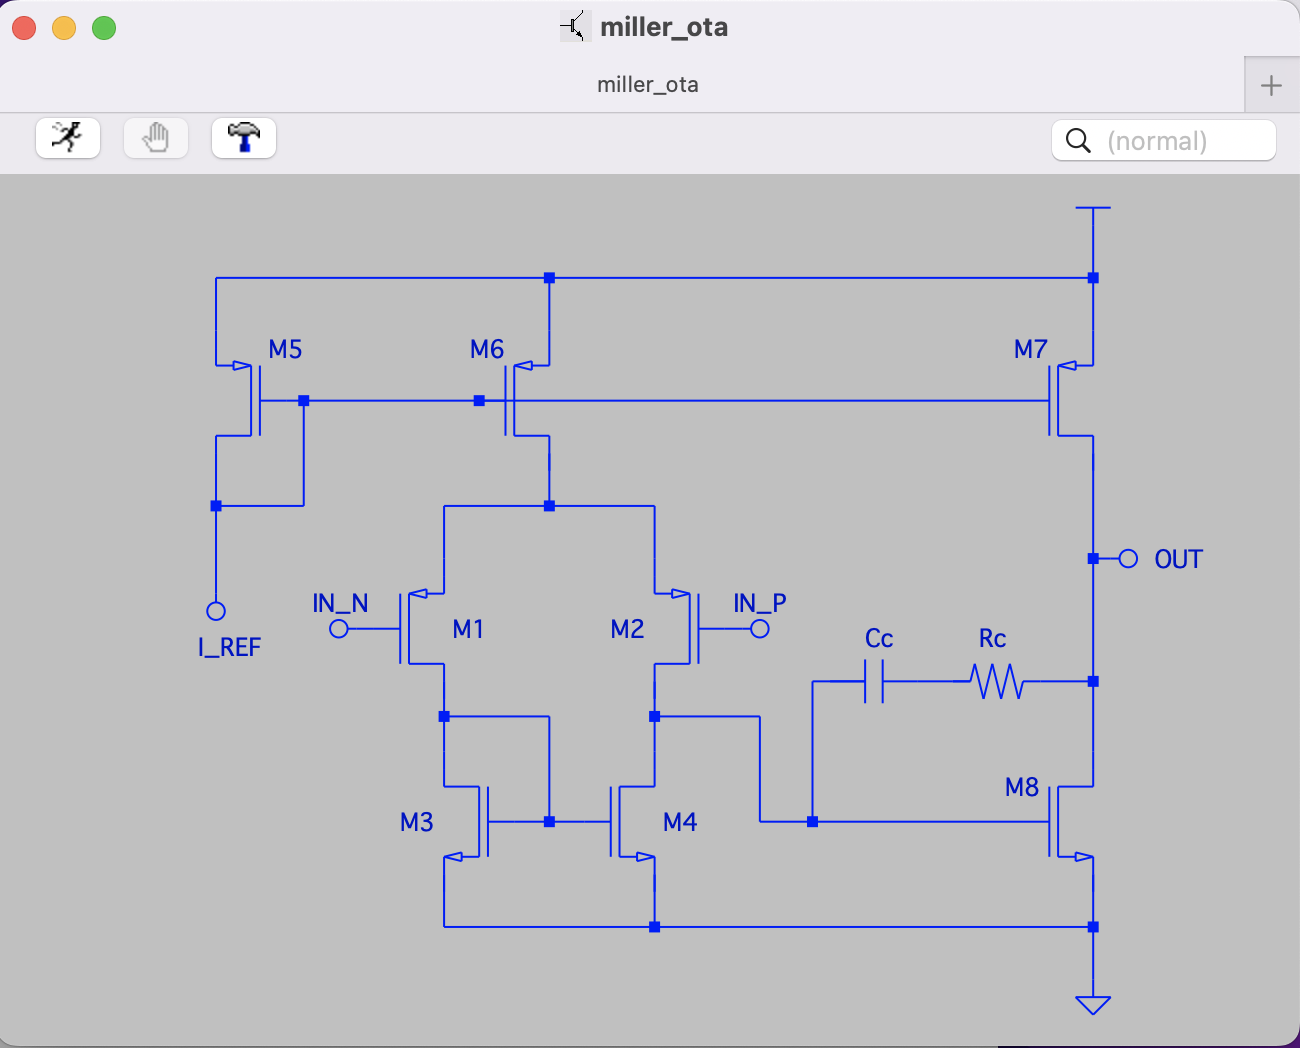 miller_ota
miller_ota
(normal)
M5
M6
M7
OUT
IN_N
IN_P
M1
M2
I_REF
Cc
Rc
M8
M3
M4